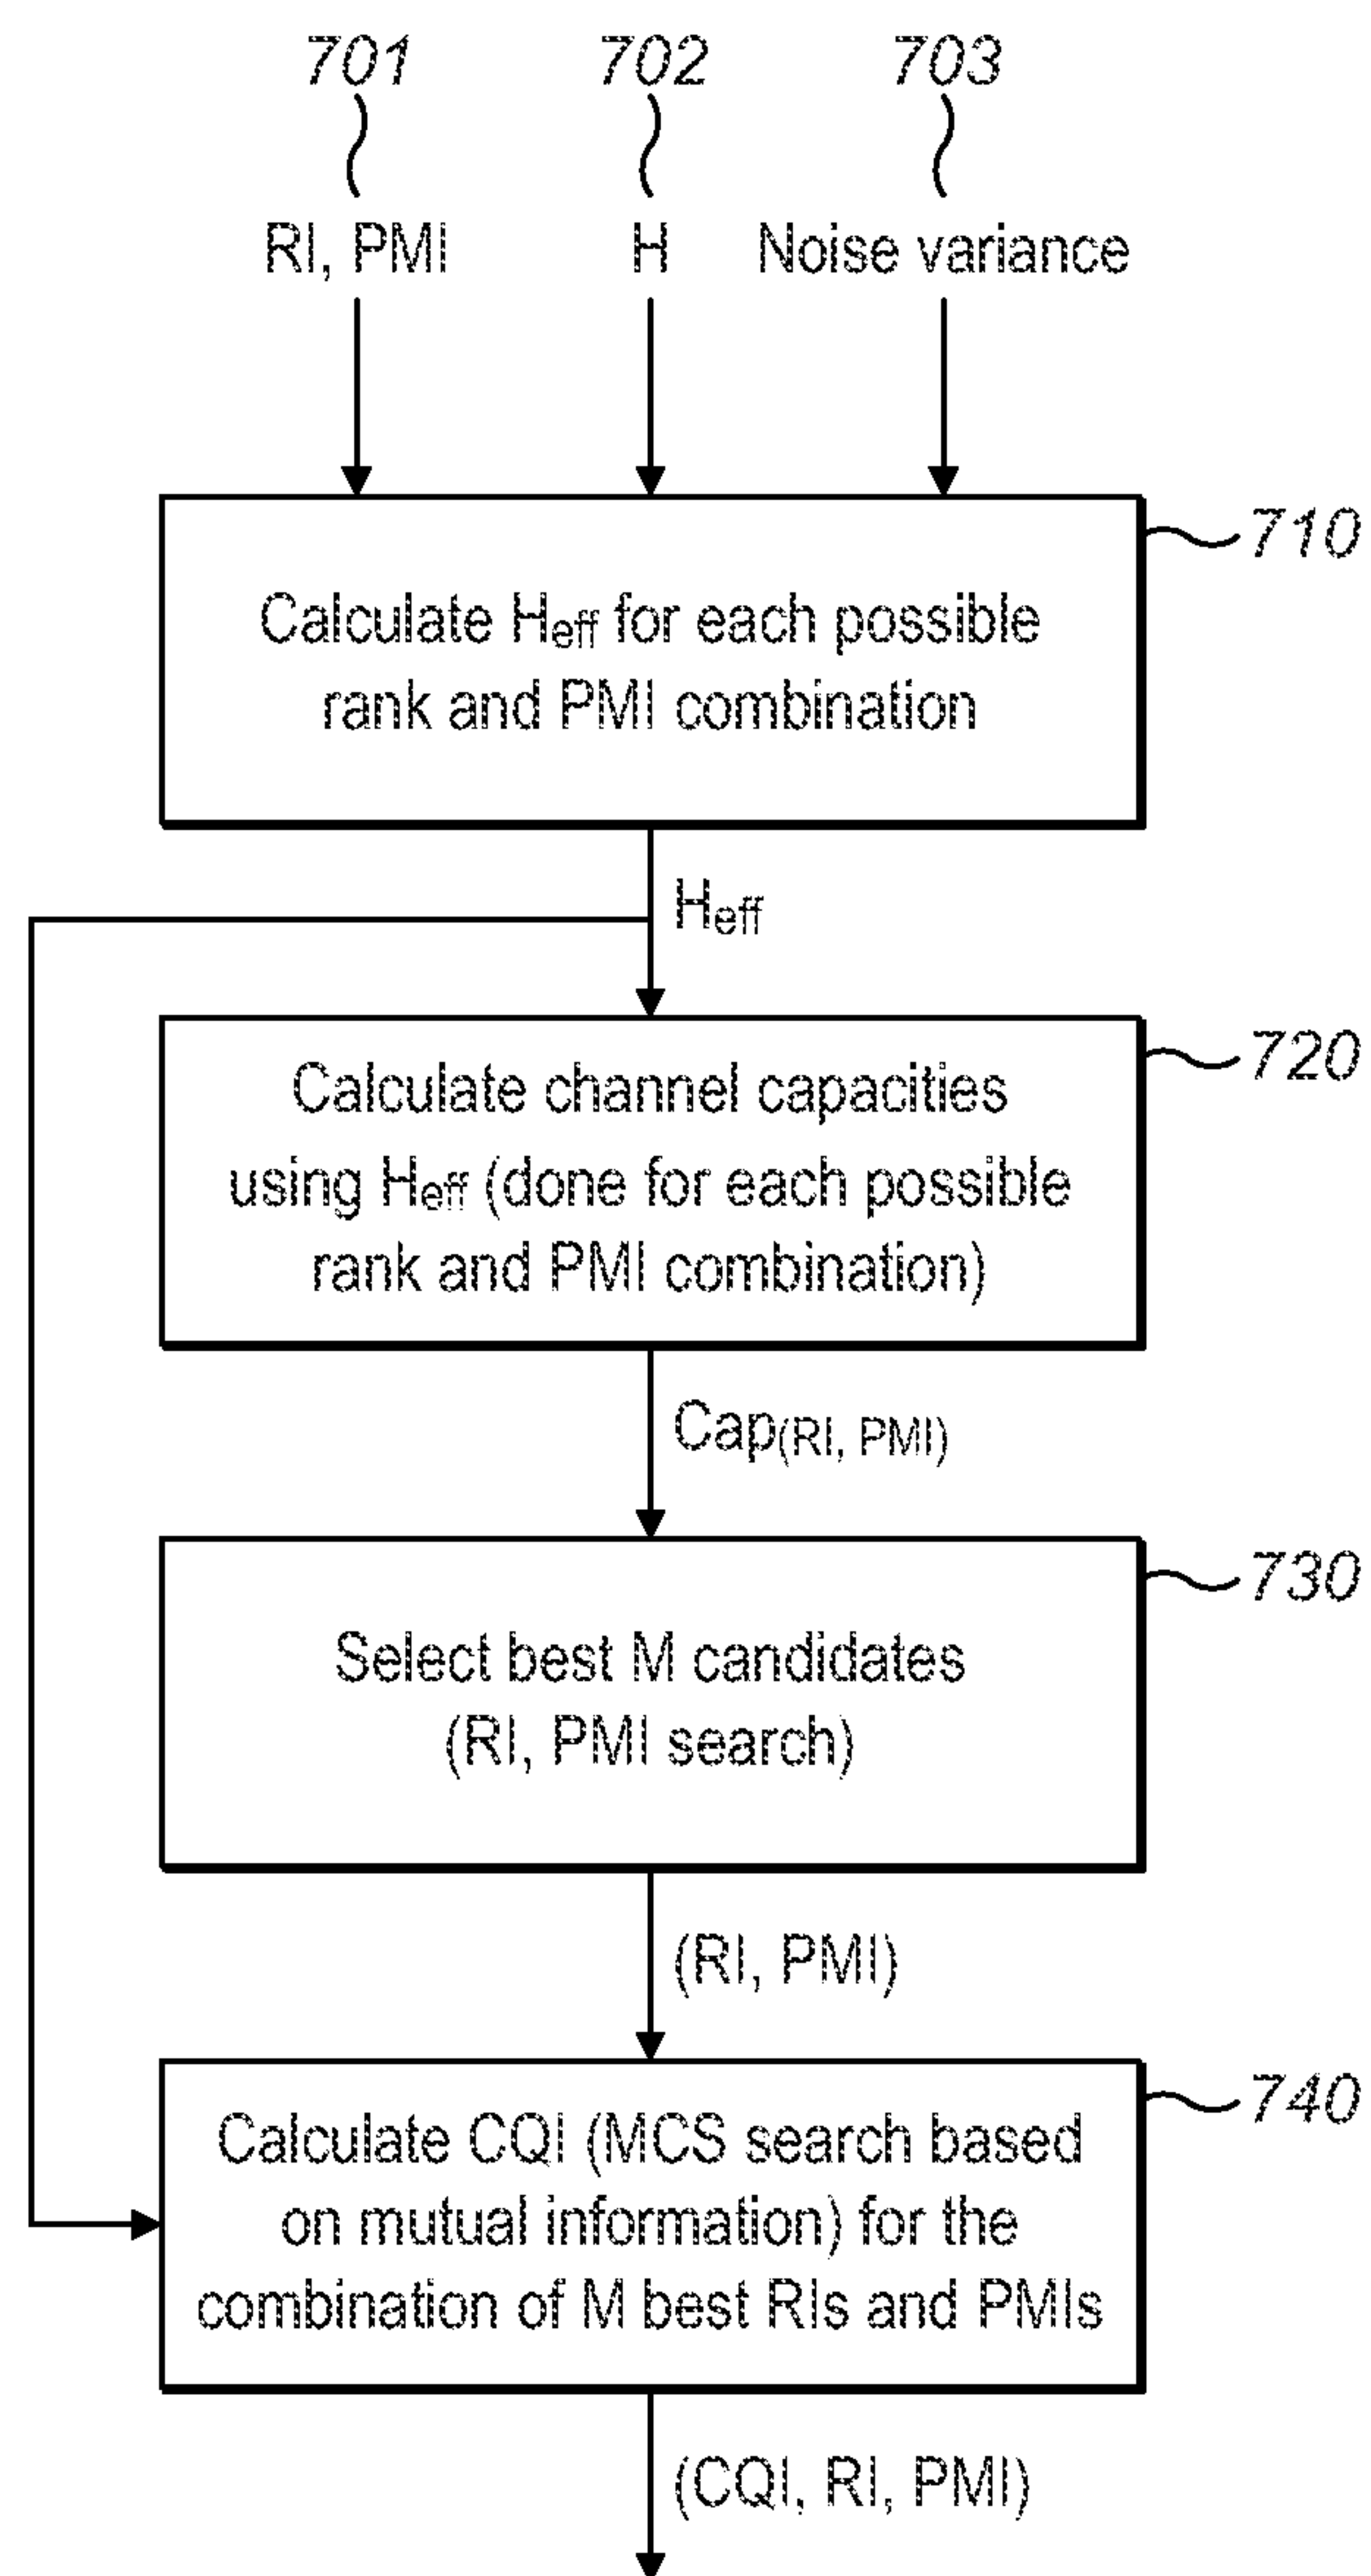 701 702 703
RI, PMI H Noise variance
710
Calculate Heff for each possible
rank and PMI combination
Heff
720
Calculate channel capacities
using Heff (done for each possible
rank and PMI combination)
Cap(RI, PMI)
730
Select best M candidates
(RI, PMI search)
(RI, PMI)
740
Calculate CQI (MCS search based
on mutual information) for the
combination of M best RIs and PMIs
(CQI, RI, PMI)